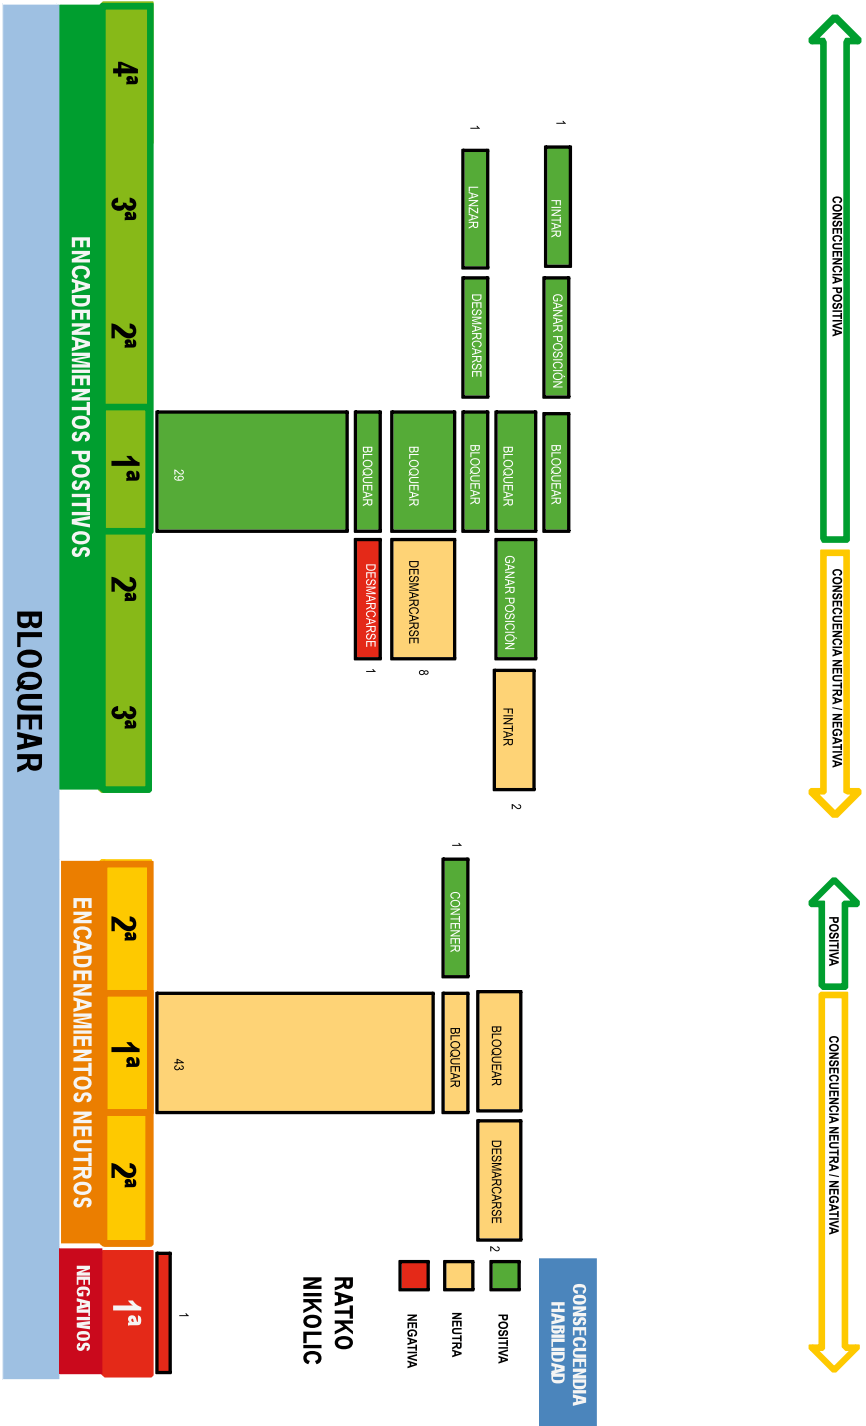 CONSECUENCIA POSITIVA
CONSECUENCIA NEUTRA / NEGATIVA
POSITIVA
CONSECUENCIA NEUTRA / NEGATIVA
CONSECUENDIA
HABILIDAD
1 FINTAR GANAR POSICIÓN BLOQUEAR
BLOQUEAR GANAR POSICIÓN FINTAR 2
1 LANZAR DESMARCARSE BLOQUEAR
BLOQUEAR DESMARCARSE 8
BLOQUEAR DESMARCARSE 1
29
BLOQUEAR DESMARCARSE 2
1 CONTENER BLOQUEAR
43
POSITIVA
NEUTRA
NEGATIVA
RATKO
NIKOLIC
1
4ª 3ª 2ª 1ª 2ª 3ª
2ª 1ª 2ª
1ª
ENCADENAMIENTOS POSITIVOS
ENCADENAMIENTOS NEUTROS
NEGATIVOS
BLOQUEAR